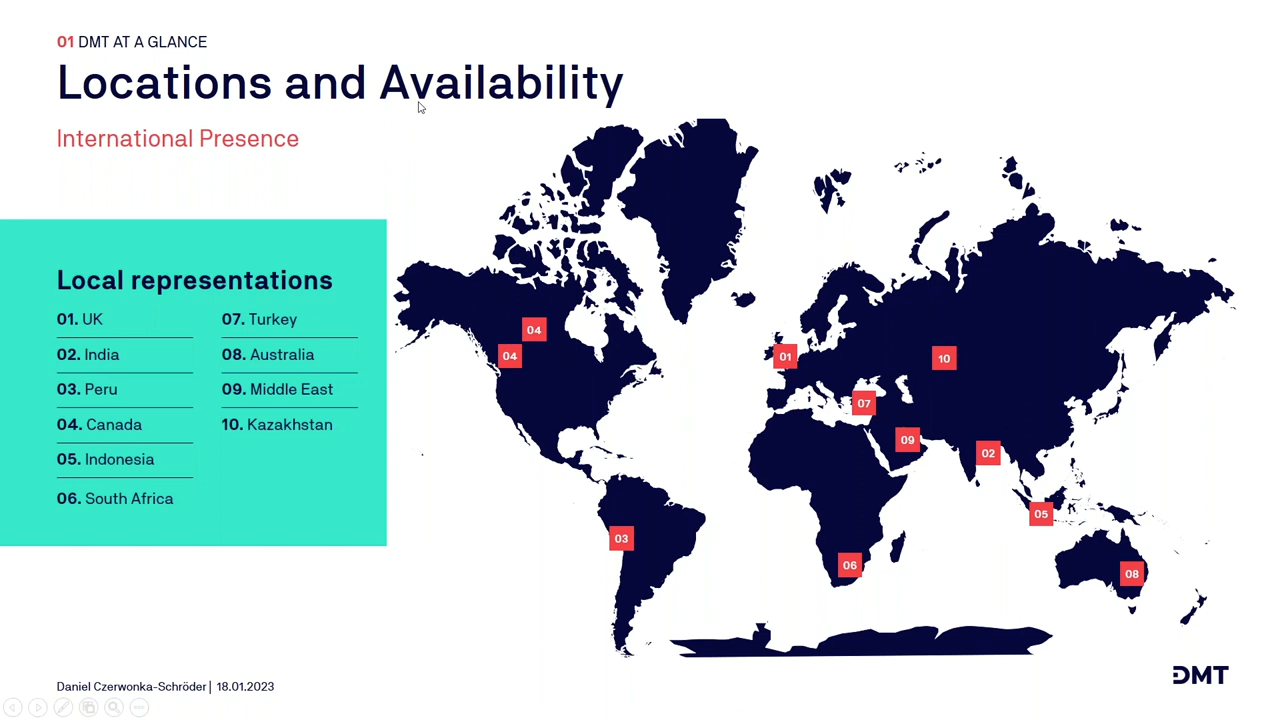 01 DMT AT A GLANCE
Locations and Availability
International Presence
Local representations
01. UK
02. India
03. Peru
04. Canada
05. Indonesia
06. South Africa
07. Turkey
08. Australia
09. Middle East
10. Kazakhstan
04
04
01
10
07
09
02
05
03
06
08
Daniel Czerwonka-Schröder | 18.01.2023
DMT